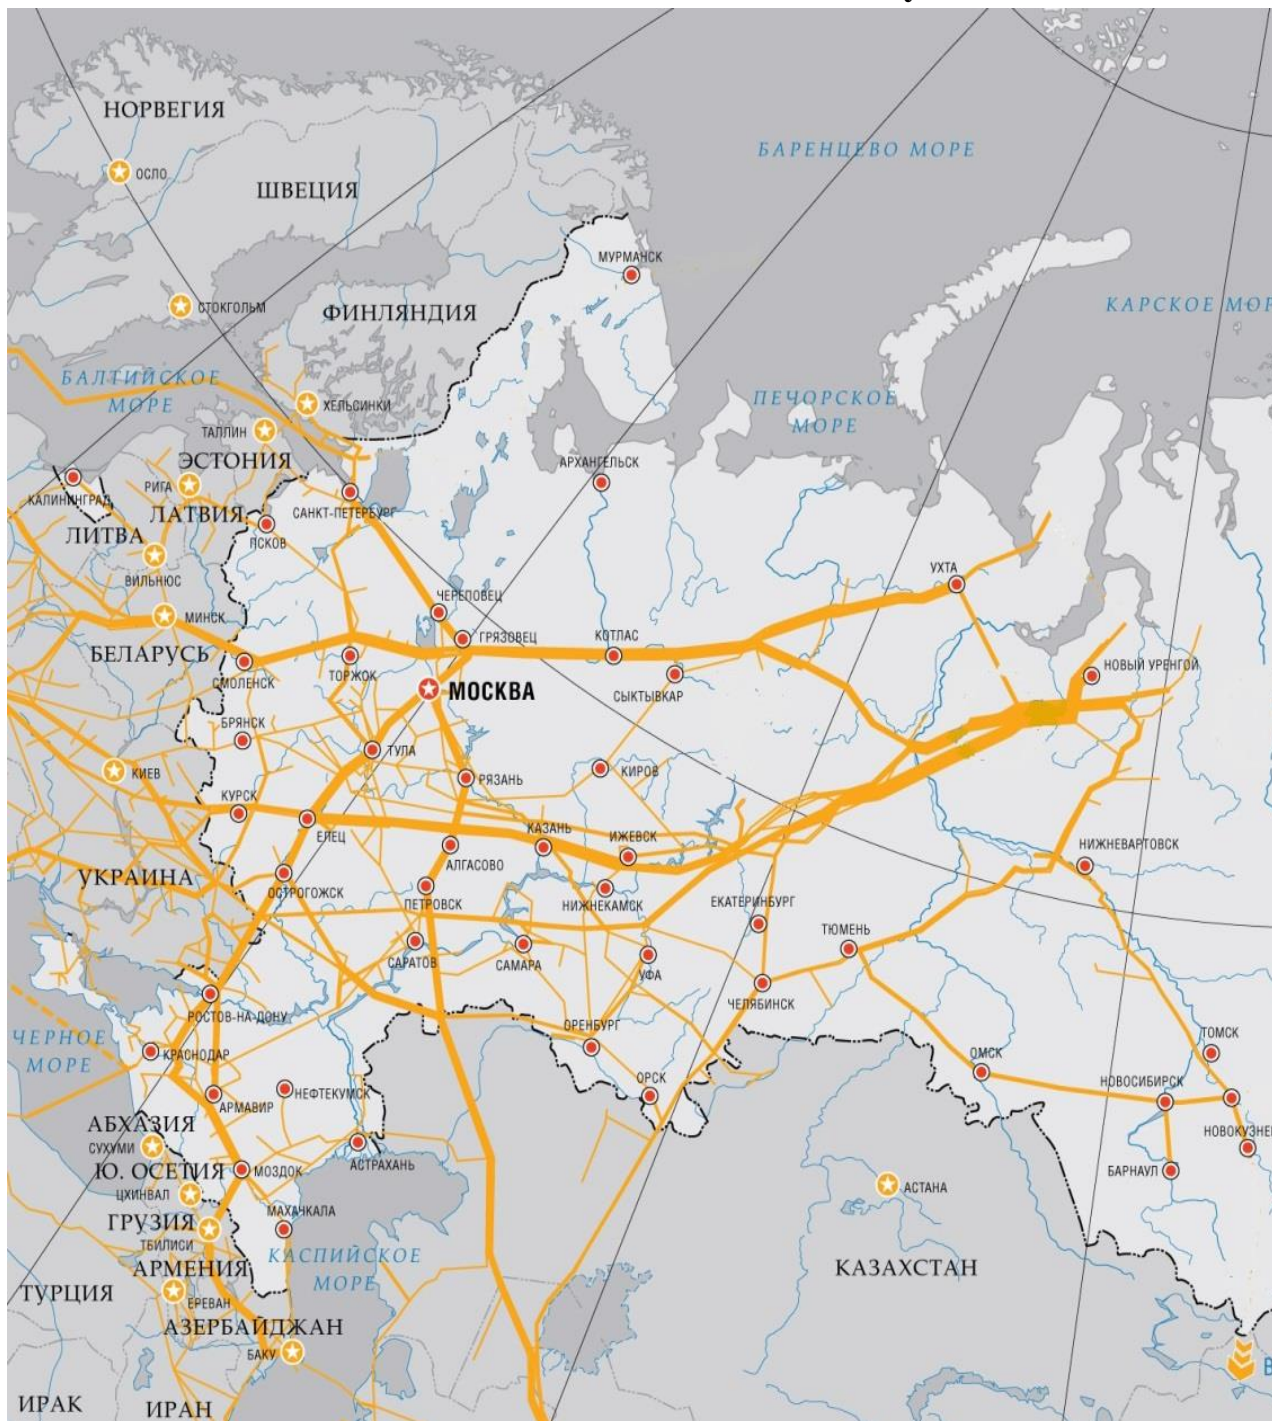 НОРВЕГИЯ
БАРЕНЦЕВО МОРЕ
ОСЛО
ШВЕЦИЯ
МУРМАНСК
СТОКГОЛЬМ
ФИНЛЯНДИЯ
КАРСКОЕ МОР
БАЛТИЙСКОЕ
МОРЕ
ХЕЛЬСИНКИ
ПЕЧОРСКОЕ
МОРЕ
ТАЛЛИН
ЭСТОНИЯ
АРХАНГЕЛЬСК
РИГА
КАЛИНИНГРАД
ЛАТВИЯ
САНКТ-ПЕТЕРБУРГ
ПСКОВ
ЛИТВА
ВИЛЬНЮС
УХТА
ЧЕРЕПОВЕЦ
МИНСК
ГРЯЗОВЕЦ
КОТЛАС
БЕЛАРУСЬ
СМОЛЕНСК
ТОРЖОК
СЫКТЫВКАР
НОВЫЙ УРЕНГОЙ
МОСКВА
БРЯНСК
ТУЛА
КИЕВ
РЯЗАНЬ
КИРОВ
КУРСК
ЕЛЕЦ
КАЗАНЬ
ИЖЕВСК
НИЖНЕВАРТОВСК
АЛГАСОВО
УКРАИНА
ОСТРОГОЖСК
ПЕТРОВСК
НИЖНЕКАМСК
ЕКАТЕРИНБУРГ
ТЮМЕНЬ
САРАТОВ
САМАРА
УФА
ЧЕЛЯБИНСК
РОСТОВ-НА-ДОНУ
ОРЕНБУРГ
ЧЕРНОЕ
МОРЕ
КРАСНОДАР
ТОМСК
ОМСК
ОРСК
НОВОСИБИРСК
НЕФТЕКУМСК
АРМАВИР
АБХАЗИЯ
СУХУМИ
НОВОКУЗНЕ
АСТРАХАНЬ
Ю. ОСЕТИЯ
МОЗДОК
БАРНАУЛ
ЦХИНВАЛ
АСТАНА
МАХАЧКАЛА
ГРУЗИЯ
ТБИЛИСИ
КАСПИЙСКОЕ
МОРЕ
АРМЕНИЯ
КАЗАХСТАН
ТУРЦИЯ
ЕРЕВАН
АЗЕРБАЙДЖАН
БАКУ
В
ИРАК
ИРАН